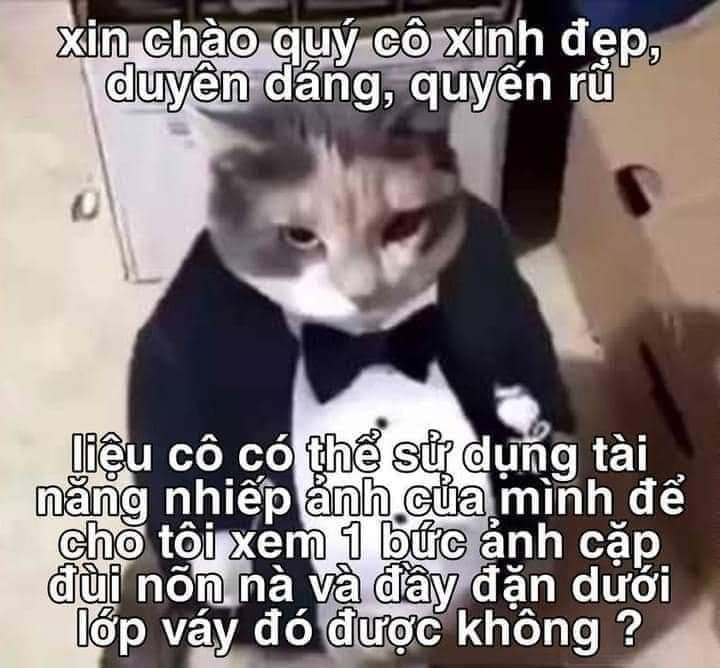 xin chào quý cô xinh đẹp,
duyên dáng, quyến rũ
liệu cô có thể sử dụng tài
năng nhiếp ảnh của mình để
cho tôi xem 1 bức ảnh cặp
đùi nõn nà và đầy đặn dưới
lớp váy đó được không ?